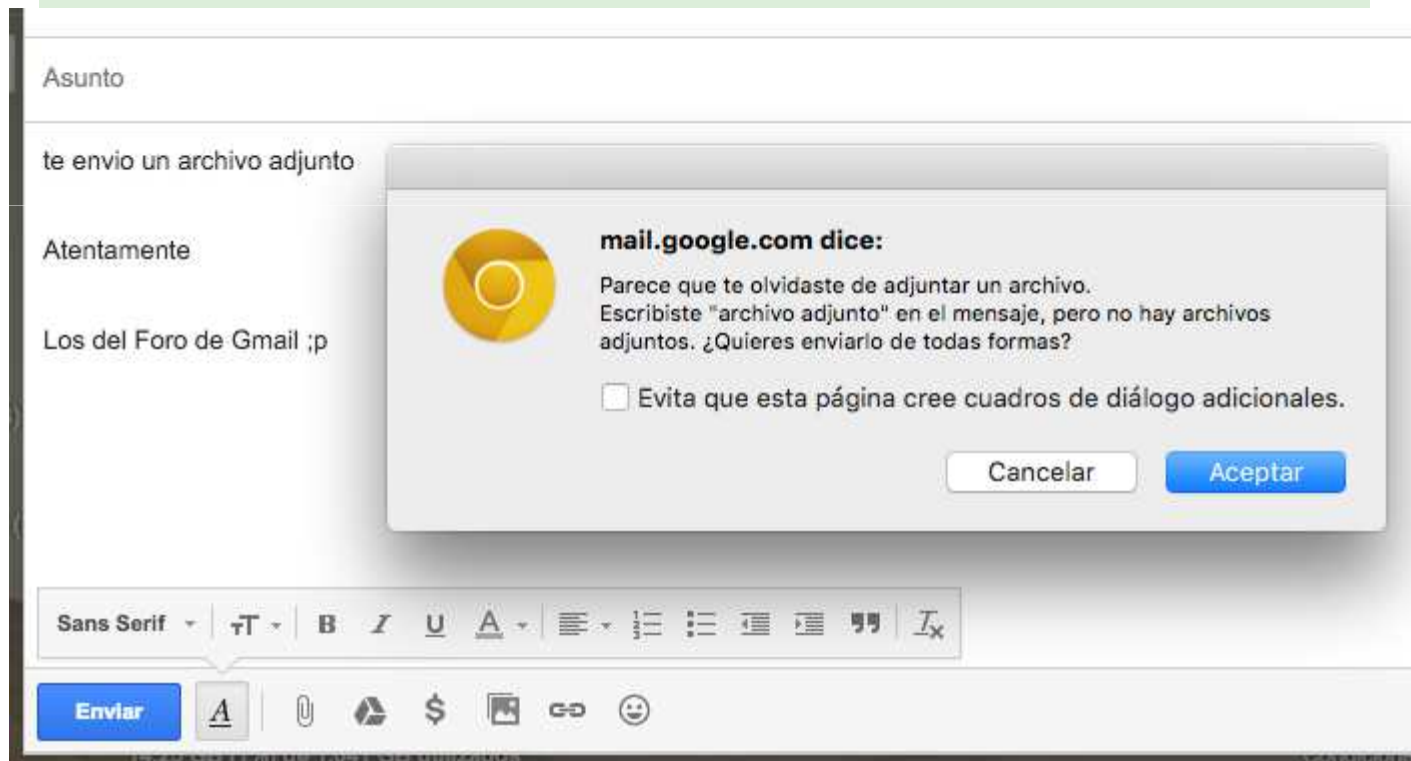 Asunto
te envio un archivo adjunto
Atentamente
Los del Foro de Gmail ;p
mail.google.com dice:
Parece que te olvidaste de adjuntar un archivo.
Escribiste "archivo adjunto" en el mensaje, pero no hay archivos
adjuntos. ¿Quieres enviarlo de todas formas?
Evita que esta página cree cuadros de diálogo adicionales.
Cancelar Aceptar
Sans Serif
Enviar